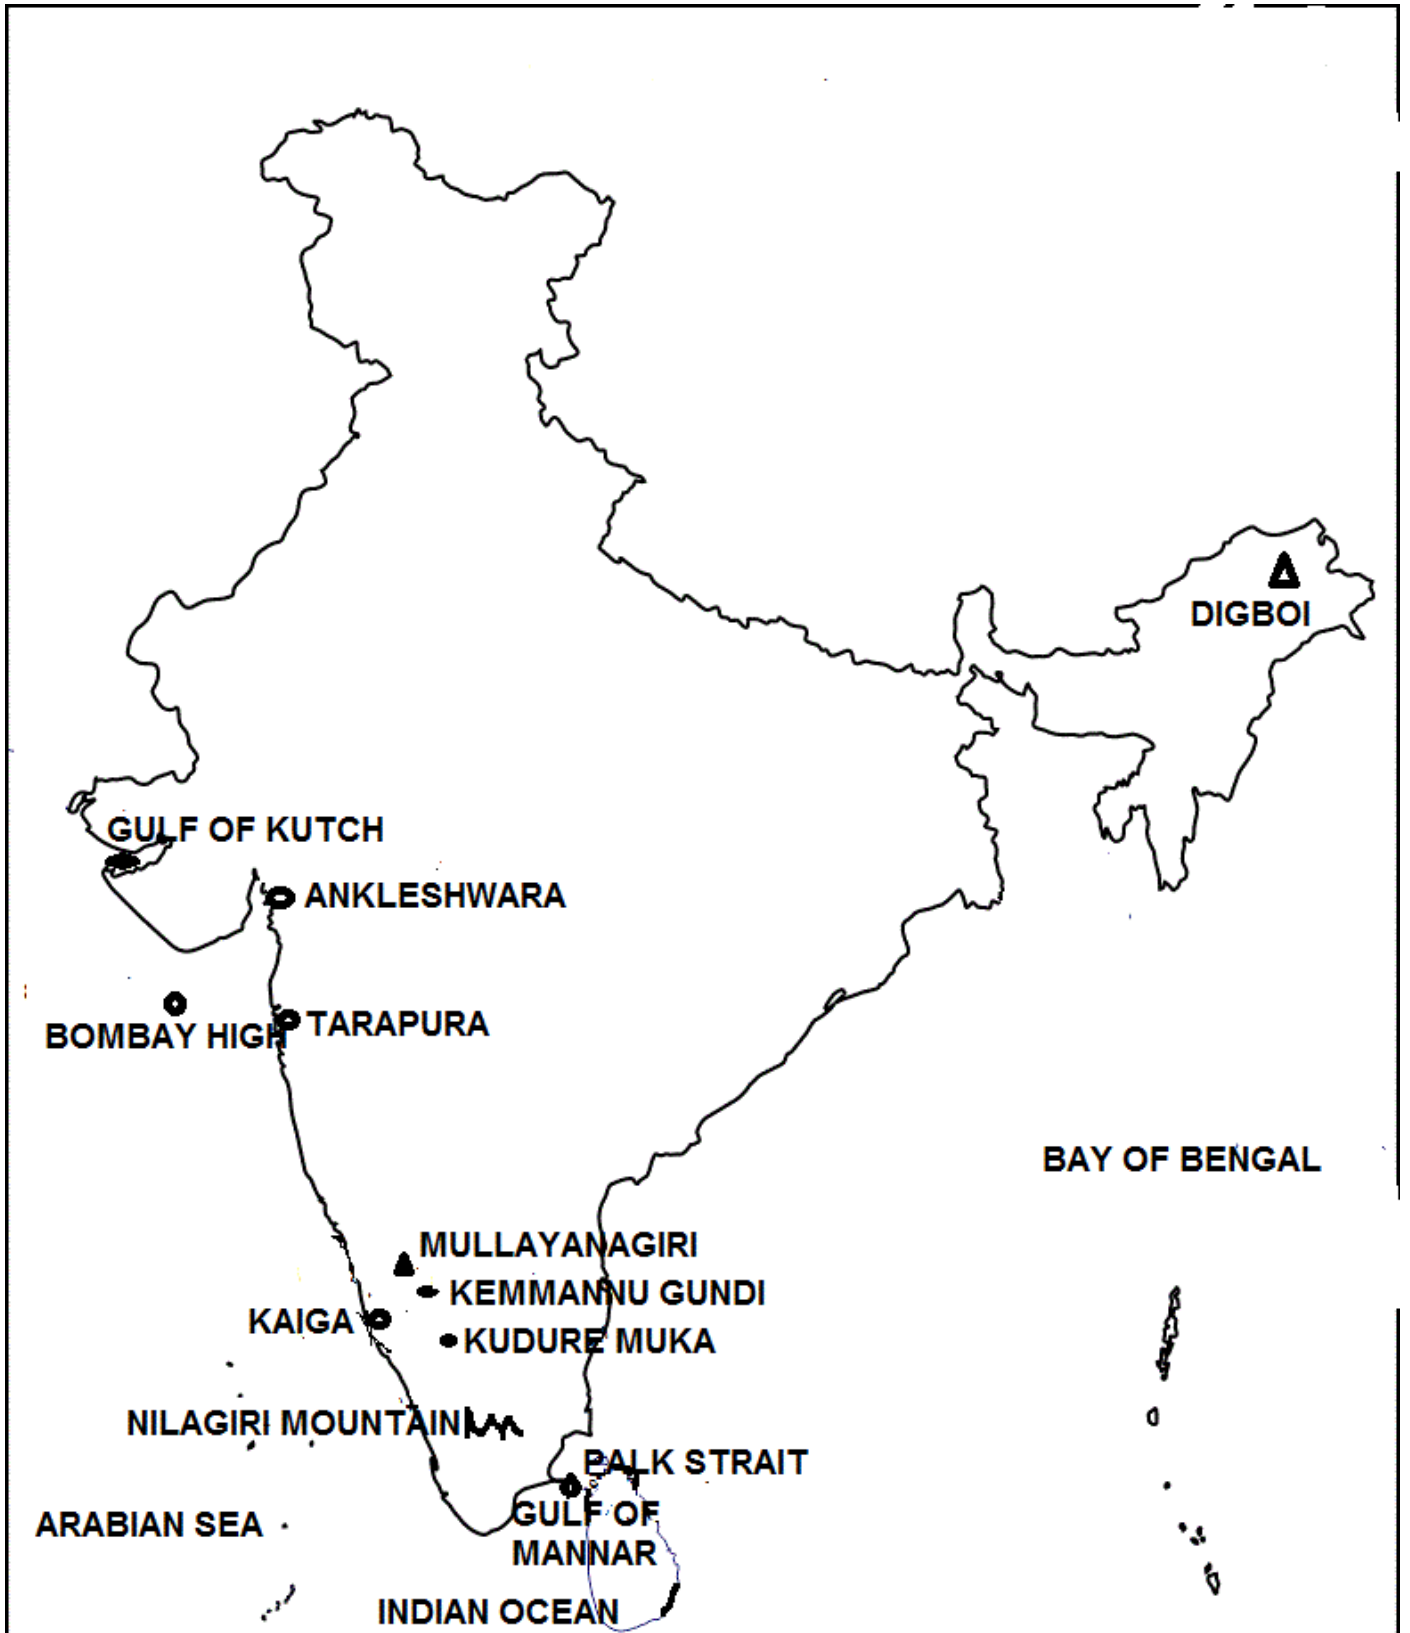 DIGBOI
GULF OF KUTCH
ANKLESHWARA
BOMBAY HIGH
TARAPURA
BAY OF BENGAL
MULLAYANAGIRI
KEMMANNU GUNDI
KAIGA
KUDURE MUKA
NILAGIRI MOUNTAIN
PALK STRAIT
GULF OF
MANNAR
ARABIAN SEA
INDIAN OCEAN